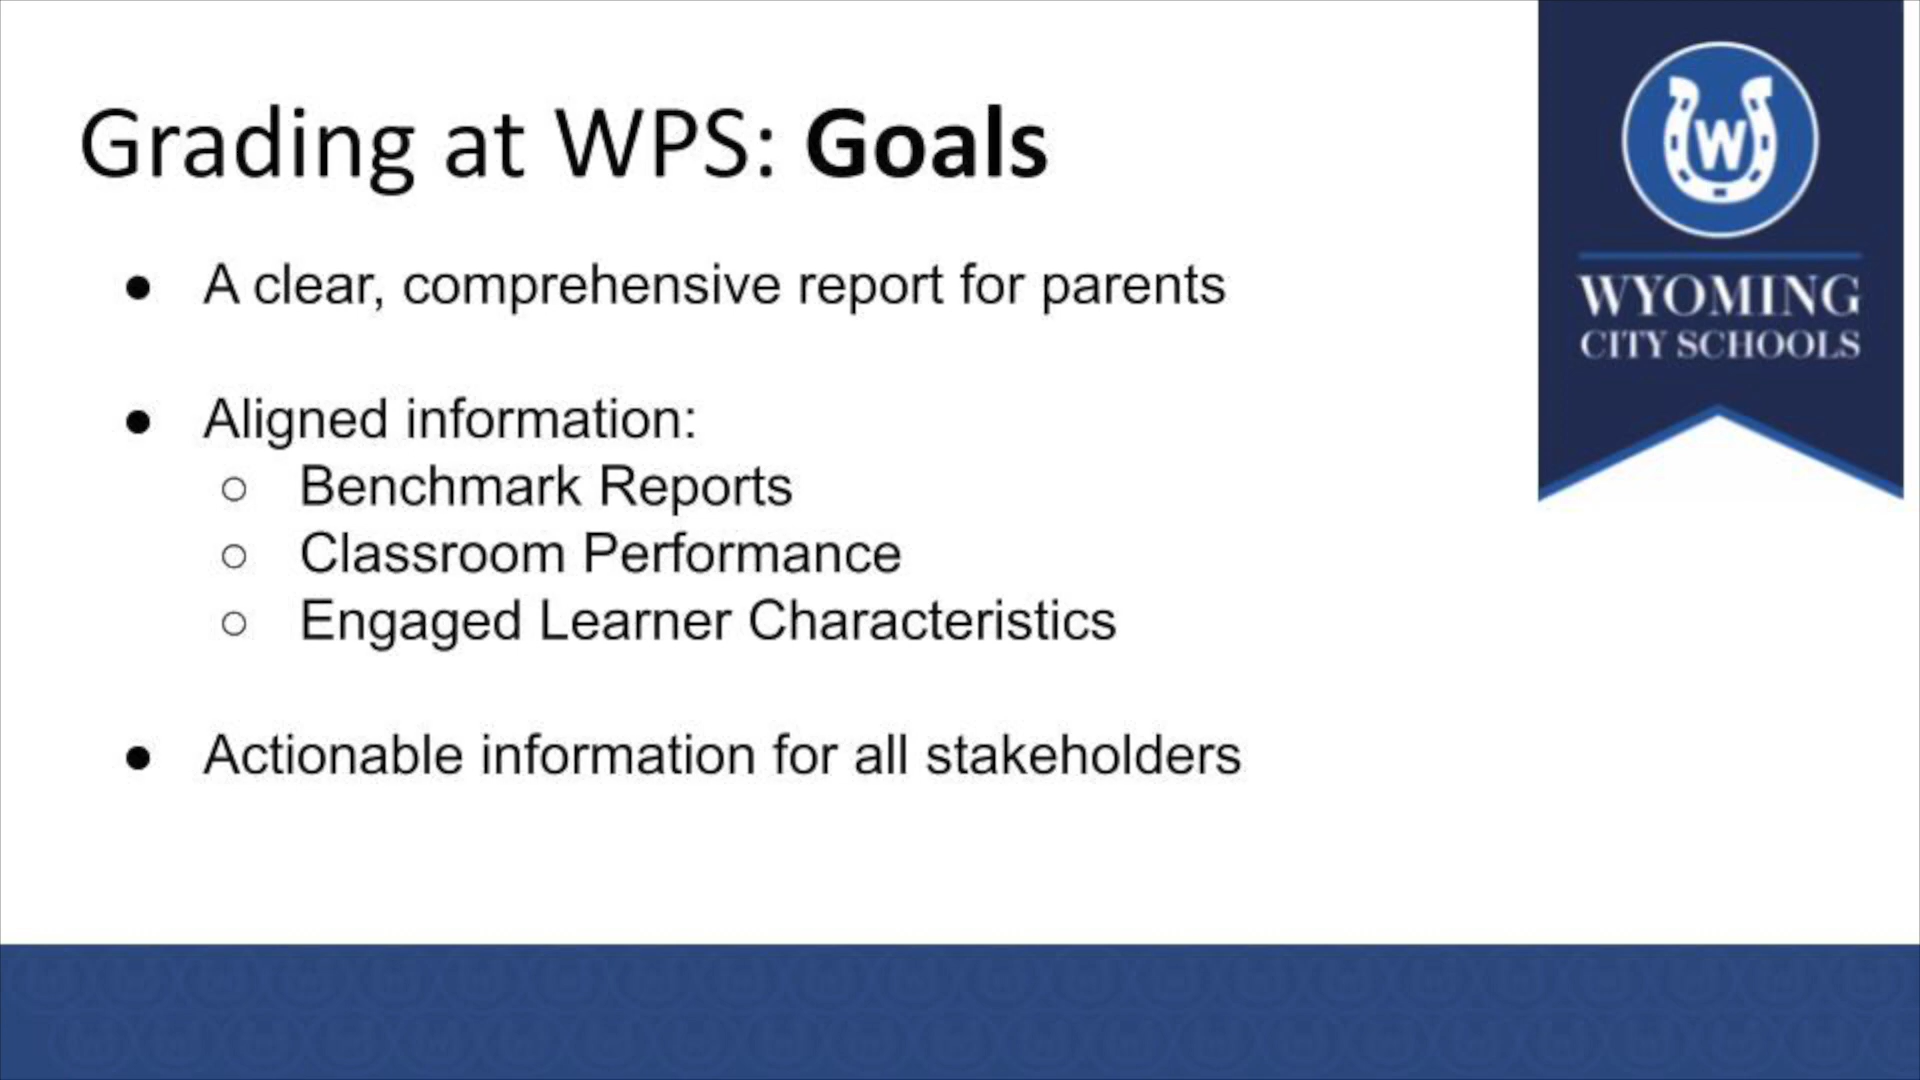 Grading at WPS: Goals
W
WYOMING
CITY SCHOOLS
● A clear, comprehensive report for parents
● Aligned information:
○ Benchmark Reports
○ Classroom Performance
○ Engaged Learner Characteristics
● Actionable information for all stakeholders